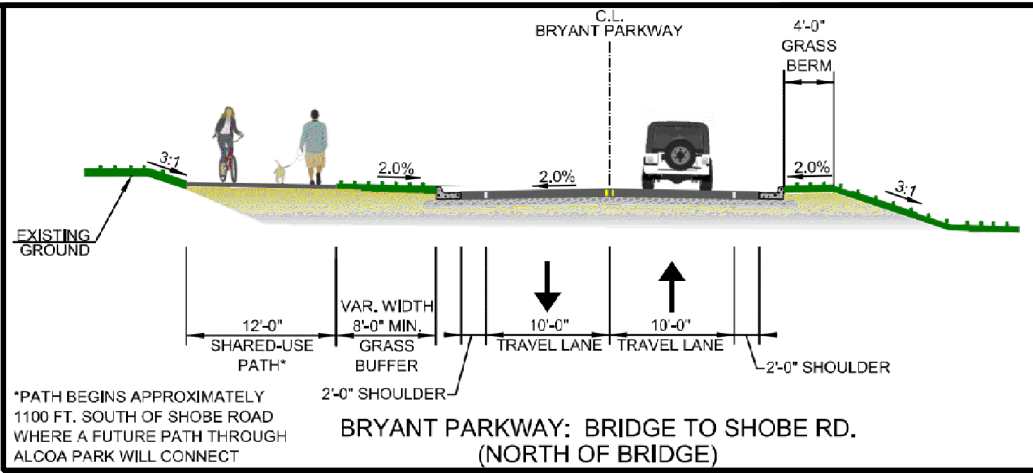 C.L.
BRYANT PARKWAY
4'-0"
GRASS
BERM
3:1
2.0%
2.0%
2.0%
3:1
EXISTING
GROUND
12'-0"
SHARED-USE
PATH*
VAR. WIDTH
8'-0" MIN.
GRASS
BUFFER
10'-0"
TRAVEL LANE
10'-0"
TRAVEL LANE
2'-0" SHOULDER
2'-0" SHOULDER
*PATH BEGINS APPROXIMATELY
1100 FT. SOUTH OF SHOBE ROAD
WHERE A FUTURE PATH THROUGH
ALCOA PARK WILL CONNECT
BRYANT PARKWAY: BRIDGE TO SHOBE RD.
(NORTH OF BRIDGE)